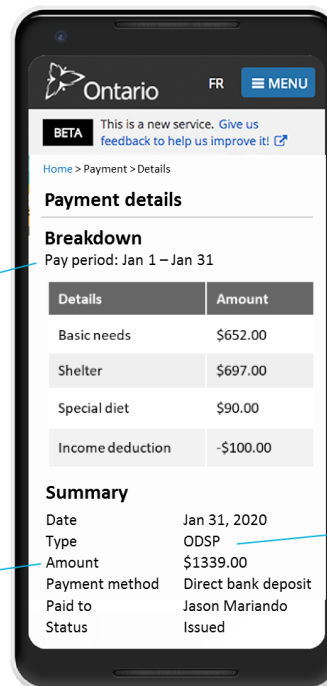 Ontario FR ≡ MENU
BETA This is a new service. Give us
feedback to help us improve it!
Home > Payment > Details
Payment details
Breakdown
Pay period: Jan 1 – Jan 31
Details Amount
Basic needs $652.00
Shelter $697.00
Special diet $90.00
Income deduction -$100.00
Summary
Date Jan 31, 2020
Type ODSP
Amount $1339.00
Payment method Direct bank deposit
Paid to Jason Mariando
Status Issued